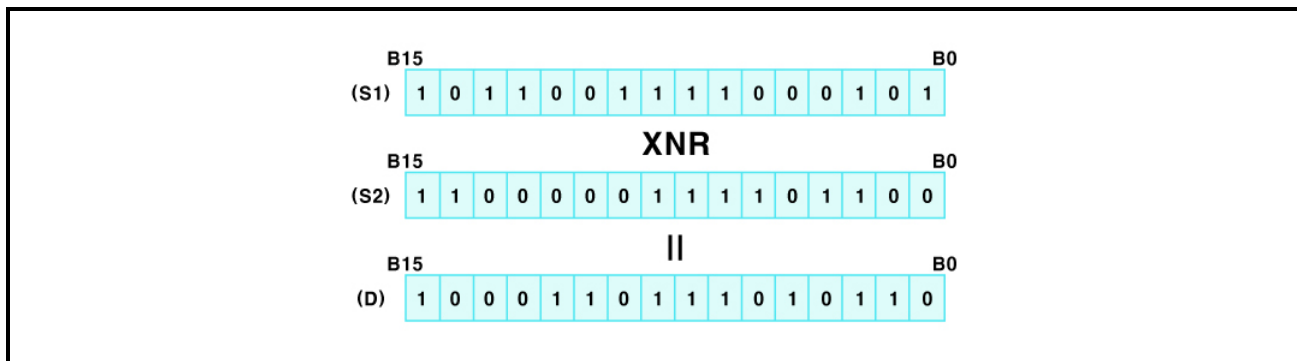 B15 B0
(S1) 1 0 1 1 0 0 1 1 1 1 0 0 0 1 0 1
XNR
B15 B0
(S2) 1 1 0 0 0 0 0 1 1 1 1 0 1 1 0 0
||
B15 B0
(D) 1 0 0 0 1 1 0 1 1 1 0 1 0 1 1 0